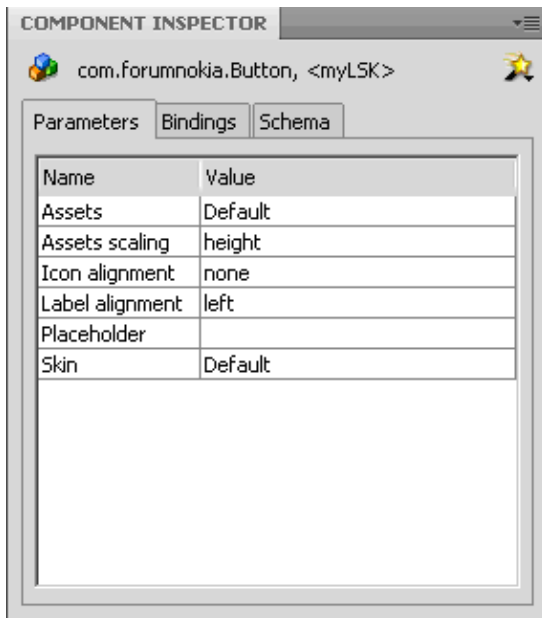 COMPONENT INSPECTOR
com.forumnokia.Button, <myLSK>
Parameters Bindings Schema
Name Value
Assets Default
Assets scaling height
Icon alignment none
Label alignment left
Placeholder
Skin Default